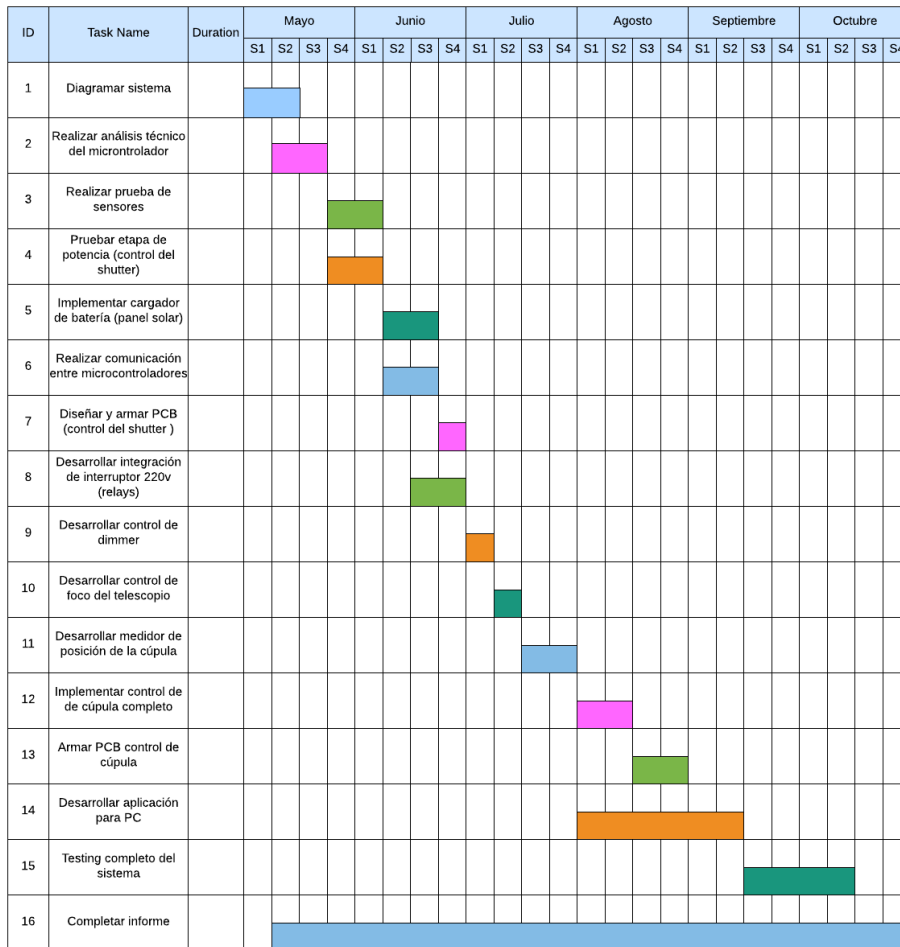 ID Task Name Duration Mayo Junio Julio Agosto Septiembre Octubre
S1 S2 S3 S4 S1 S2 S3 S4 S1 S2 S3 S4 S1 S2 S3 S4 S1 S2 S3 S4 S1 S2 S3 S4
1 Diagramar sistema
2 Realizar análisis técnico
del microntrolador
3 Realizar prueba de
sensores
4 Pruebar etapa de
potencia (control del
shutter)
5 Implementar cargador
de batería (panel solar)
6 Realizar comunicación
entre microcontroladores
7 Diseñar y armar PCB
(control del shutter )
8 Desarrollar integración
de interruptor 220v
(relays)
9 Desarrollar control de
dimmer
10 Desarrollar control de
foco del telescopio
11 Desarrollar medidor de
posición de la cúpula
12 Implementar control de
de cúpula completo
13 Armar PCB control de
cúpula
14 Desarrollar aplicación
para PC
15 Testing completo del
sistema
16 Completar informe